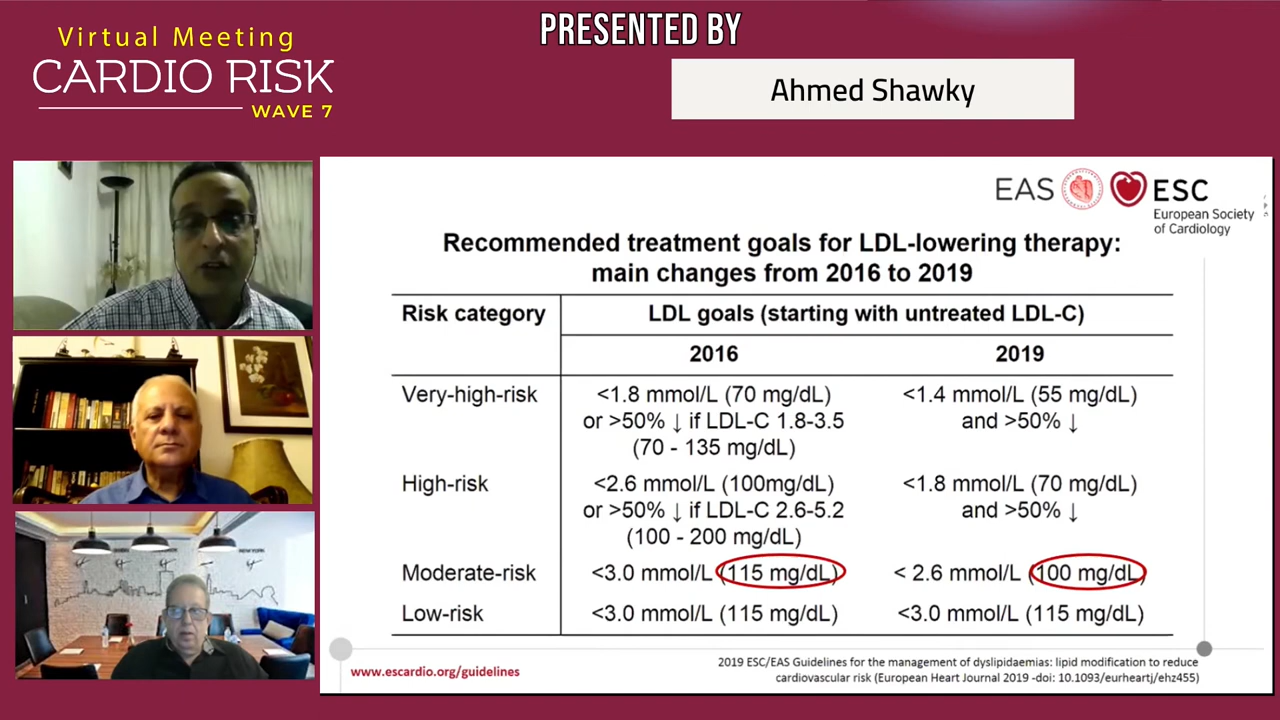 Virtual Meeting
CARDIO RISK
WAVE 7
PRESENTED BY
Ahmed Shawky
EAS
ESC
European Society
of Cardiology
Recommended treatment goals for LDL-lowering therapy:
main changes from 2016 to 2019
Risk category
LDL goals (starting with untreated LDL-C)
2016
2019
Very-high-risk
<1.8 mmol/L (70 mg/dL)
or >50% ↓ if LDL-C 1.8-3.5
(70 - 135 mg/dL)
<1.4 mmol/L (55 mg/dL)
and >50% ↓
High-risk
<2.6 mmol/L (100mg/dL)
or >50% ↓ if LDL-C 2.6-5.2
(100 - 200 mg/dL)
<1.8 mmol/L (70 mg/dL)
and >50% ↓
Moderate-risk
<3.0 mmol/L (115 mg/dL)
< 2.6 mmol/L (100 mg/dL)
Low-risk
<3.0 mmol/L (115 mg/dL)
<3.0 mmol/L (115 mg/dL)
www.escardio.org/guidelines
2019 ESC/EAS Guidelines for the management of dyslipidaemias: lipid modification to reduce
cardiovascular risk (European Heart Journal 2019 -doi: 10.1093/eurheartj/ehz455)